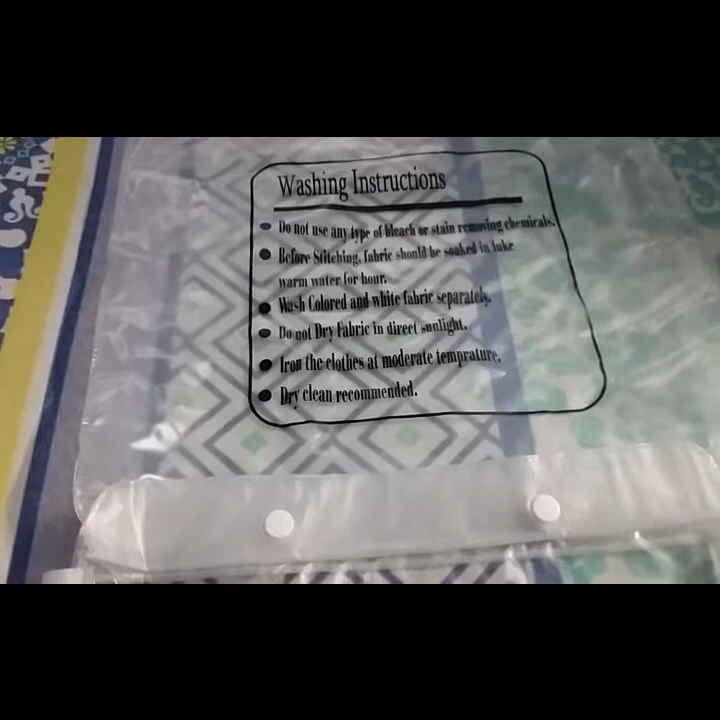 Washing Instructions
Do not use any type of bleach or stain removing chemicals.
Before Stitching, fabric should be soaked in luke
warm water for hour.
Wash Colored and white fabric separately.
Do not Dry Fabric in direct sunlight.
Iron the clothes at moderate temprature.
Dry clean recommended.